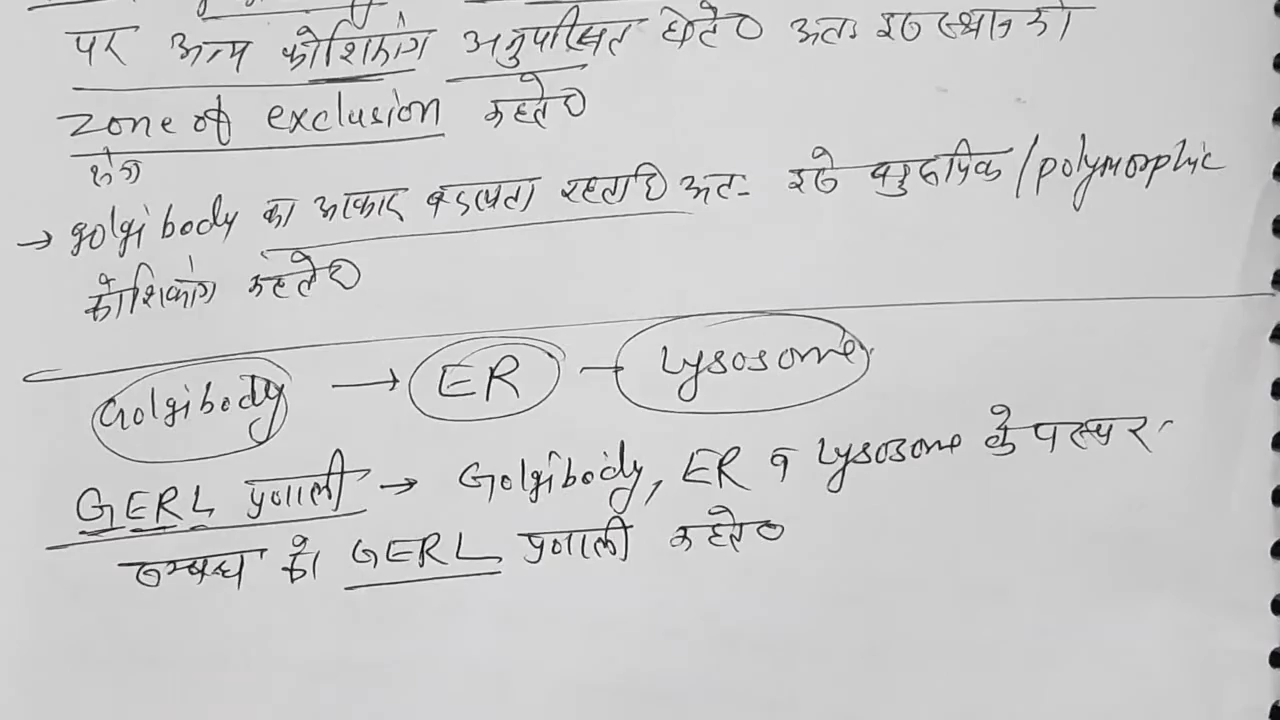 पर अन्य कोशिकांग अनुपस्थित होते है अतः इस स्थान को
zone of exclusion कहते है
→ golgi body का आकार बदलता रहता है अतः इसे बहुरूपिक / polymorphic
कोशिकांग कहते है
Golgibody → ER – Lysosome
GERL प्रणाली → Golgibody, ER व Lysosome के परस्पर
सम्बन्ध को GERL प्रणाली कहते है